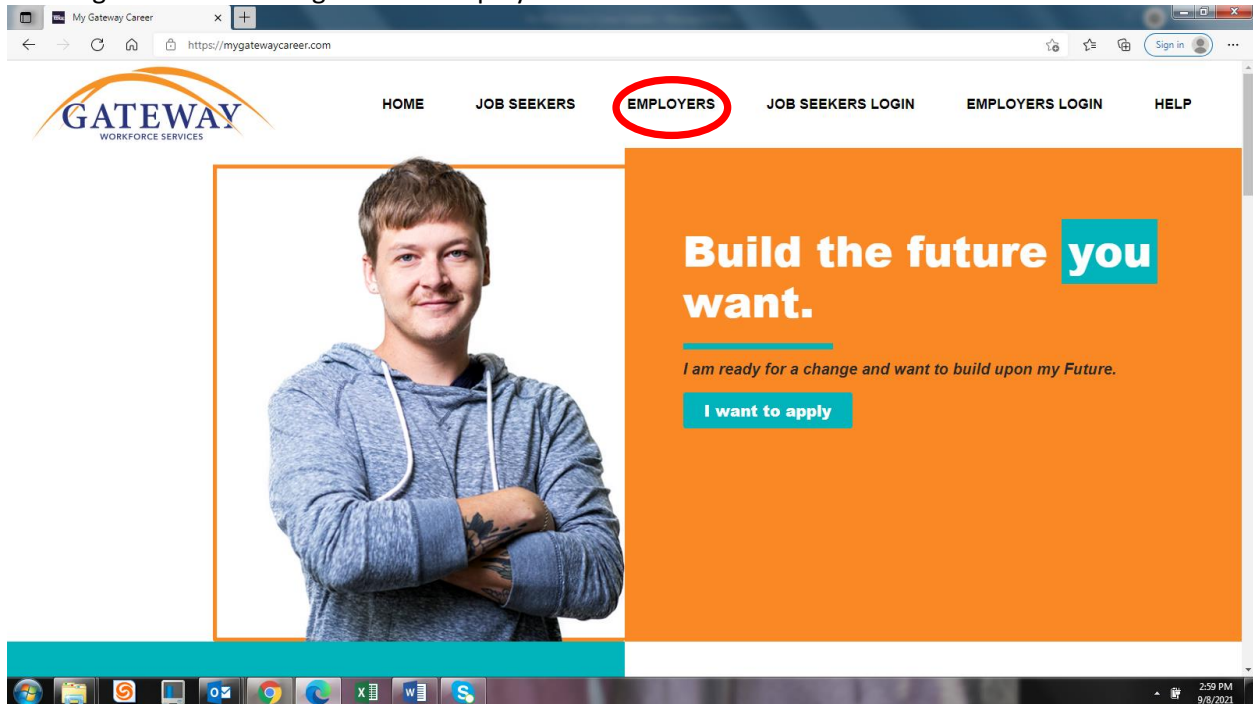 My Gateway Career
https://mygatewaycareer.com
Sign in
GATEWAY
WORKFORCE SERVICES
HOME JOB SEEKERS EMPLOYERS JOB SEEKERS LOGIN EMPLOYERS LOGIN HELP
Build the future you
want.
I am ready for a change and want to build upon my Future.
I want to apply
2:59 PM
9/8/2021